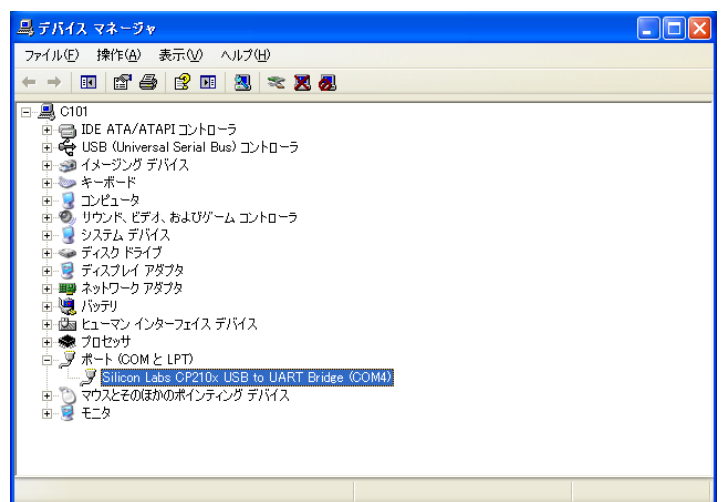 デバイス マネージャ
ファイル(F) 操作(A) 表示(V) ヘルプ(H)
C101
IDE ATA/ATAPI コントローラ
USB (Universal Serial Bus) コントローラ
イメージング デバイス
キーボード
コンピュータ
サウンド、ビデオ、およびゲーム コントローラ
システム デバイス
ディスク ドライブ
ディスプレイ アダプタ
ネットワーク アダプタ
バッテリ
ヒューマン インターフェイス デバイス
プロセッサ
ポート (COM と LPT)
Silicon Labs CP210x USB to UART Bridge (COM4)
マウスとそのほかのポインティング デバイス
モニタ